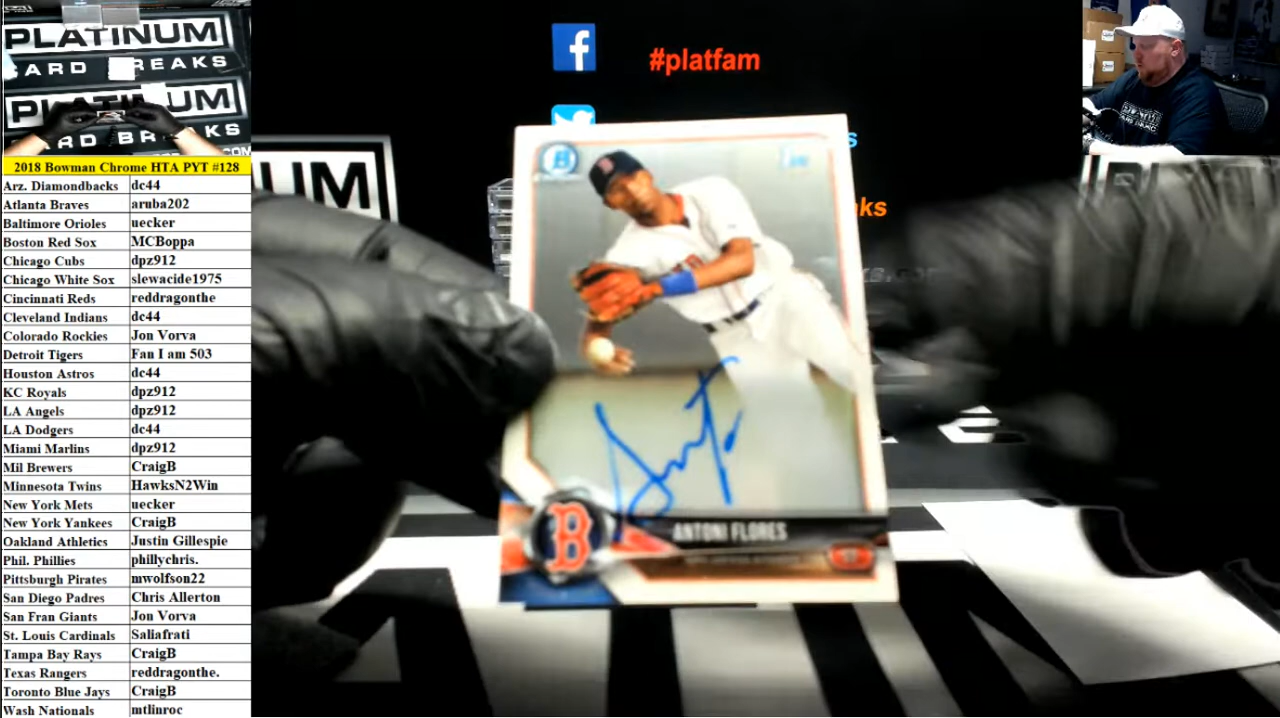 PLATINUM
CARD BREAKS
PLATINUM
CARD BREAKS
2018 Bowman Chrome HTA PYT #128
Arz. Diamondbacks dc44
Atlanta Braves aruba202
Baltimore Orioles uecker
Boston Red Sox MCBoppa
Chicago Cubs dpz912
Chicago White Sox slewacide1975
Cincinnati Reds reddragonthe
Cleveland Indians dc44
Colorado Rockies Jon Vorva
Detroit Tigers Fan I am 503
Houston Astros dc44
KC Royals dpz912
LA Angels dpz912
LA Dodgers dc44
Miami Marlins dpz912
Mil Brewers CraigB
Minnesota Twins HawksN2Win
New York Mets uecker
New York Yankees CraigB
Oakland Athletics Justin Gillespie
Phil. Phillies phillychris.
Pittsburgh Pirates mwolfson22
San Diego Padres Chris Allerton
San Fran Giants Jon Vorva
St. Louis Cardinals Saliafrati
Tampa Bay Rays CraigB
Texas Rangers reddragonthe.
Toronto Blue Jays CraigB
Wash Nationals mtlinroc
f
#platfam
B
B
ANTONI FLORES